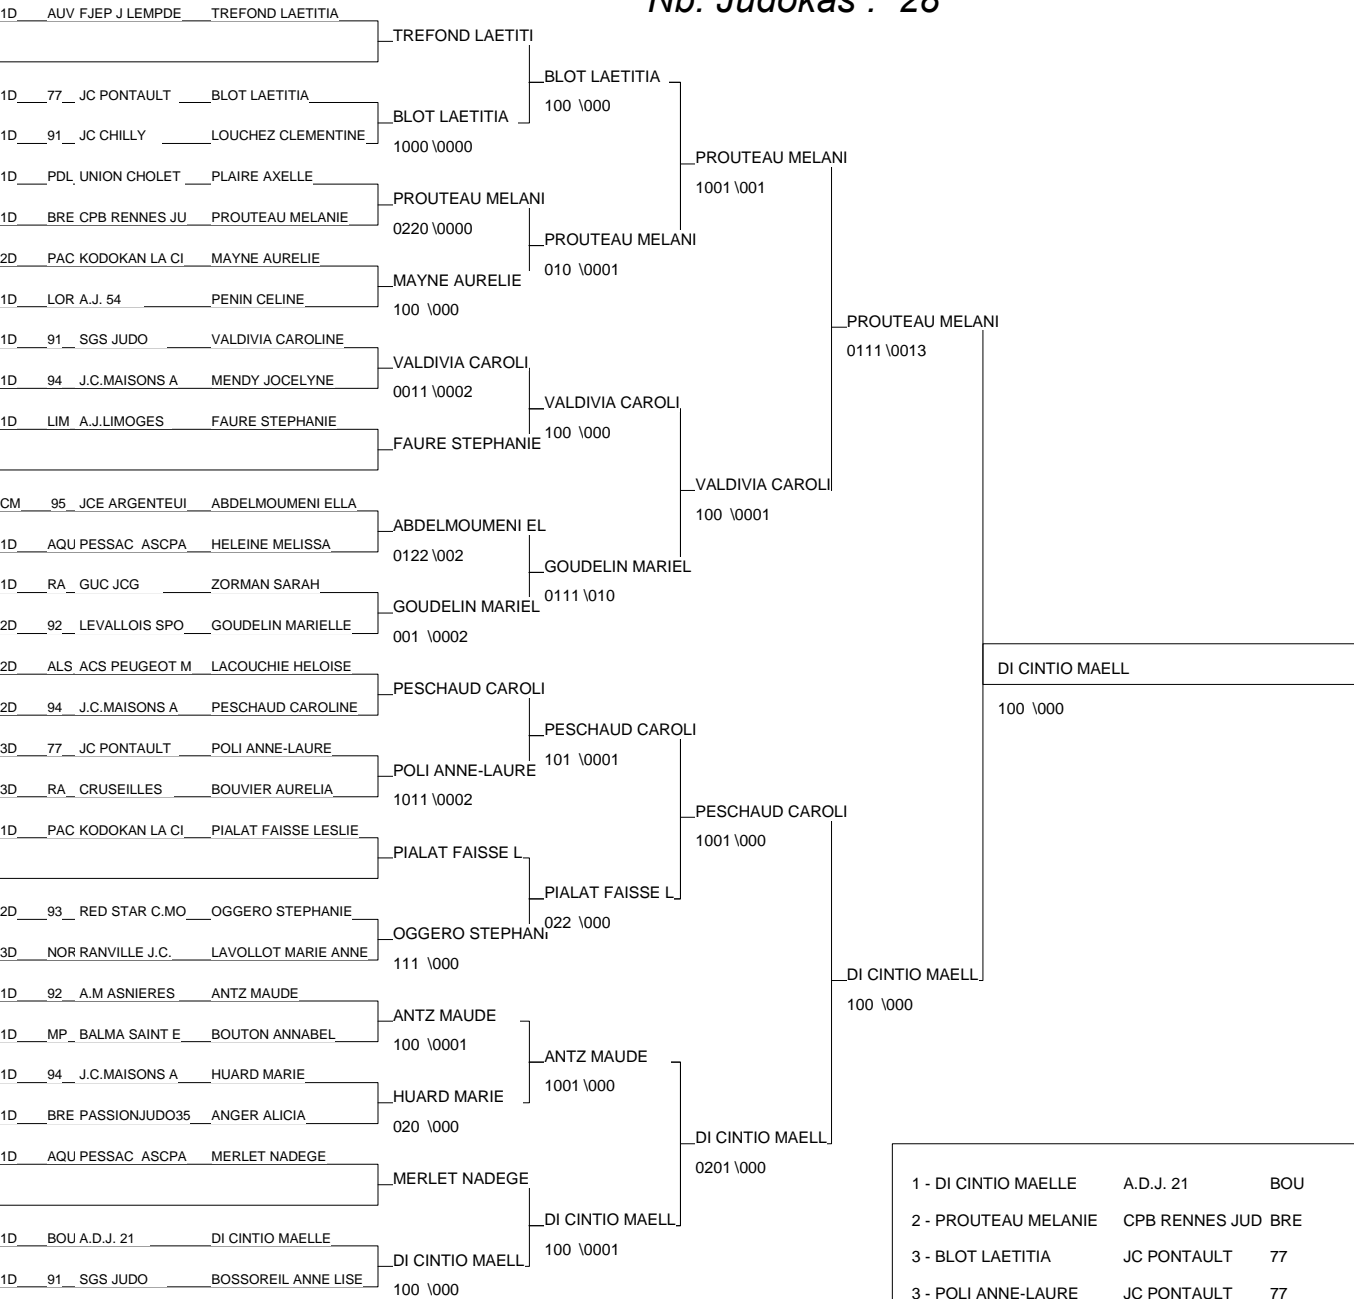 Nb. Judokas : 28
1D AUV FJEP J LEMPDE TREFOND LAETITIA
TREFOND LAETITI
BLOT LAETITIA
100 \000
1D 77 JC PONTAULT BLOT LAETITIA
BLOT LAETITIA
1000 \0000
1D 91 JC CHILLY LOUCHEZ CLEMENTINE
PROUTEAU MELANI
1001 \001
1D PDL UNION CHOLET PLAIRE AXELLE
PROUTEAU MELANI
0220 \0000
1D BRE CPB RENNES JU PROUTEAU MELANIE
PROUTEAU MELANI
010 \0001
2D PAC KODOKAN LA CI MAYNE AURELIE
MAYNE AURELIE
100 \000
1D LOR A.J. 54 PENIN CELINE
PROUTEAU MELANI
0111 \0013
1D 91 SGS JUDO VALDIVIA CAROLINE
VALDIVIA CAROLI
0011 \0002
1D 94 J.C.MAISONS A MENDY JOCELYNE
VALDIVIA CAROLI
100 \000
1D LIM A.J.LIMOGES FAURE STEPHANIE
FAURE STEPHANIE
VALDIVIA CAROLI
100 \0001
CM 95 JCE ARGENTEUI ABDELMOUMENI ELLA
ABDELMOUMENI EL
0122 \002
1D AQU PESSAC ASCPA HELEINE MELISSA
GOUDELIN MARIEL
0111 \010
1D RA GUC JCG ZORMAN SARAH
GOUDELIN MARIEL
001 \0002
2D 92 LEVALLOIS SPO GOUDELIN MARIELLE
DI CINTIO MAELL
100 \000
2D ALS ACS PEUGEOT M LACOUCHIE HELOISE
PESCHAUD CAROLI
2D 94 J.C.MAISONS A PESCHAUD CAROLINE
PESCHAUD CAROLI
101 \0001
3D 77 JC PONTAULT POLI ANNE-LAURE
POLI ANNE-LAURE
1011 \0002
3D RA CRUSEILLES BOUVIER AURELIA
PESCHAUD CAROLI
1001 \000
1D PAC KODOKAN LA CI PIALAT FAISSE LESLIE
PIALAT FAISSE L
PIALAT FAISSE L
022 \000
2D 93 RED STAR C.MO OGGERO STEPHANIE
OGGERO STEPHANI
111 \000
3D NOR RANVILLE J.C. LAVOLLOT MARIE ANNE
DI CINTIO MAELL
100 \000
1D 92 A.M ASNIERES ANTZ MAUDE
ANTZ MAUDE
100 \0001
1D MP BALMA SAINT E BOUTON ANNABEL
ANTZ MAUDE
1001 \000
1D 94 J.C.MAISONS A HUARD MARIE
HUARD MARIE
020 \000
1D BRE PASSIONJUDO35 ANGER ALICIA
DI CINTIO MAELL
0201 \000
1D AQU PESSAC ASCPA MERLET NADEGE
MERLET NADEGE
DI CINTIO MAELL
100 \0001
1D BOU A.D.J. 21 DI CINTIO MAELLE
DI CINTIO MAELL
100 \000
1D 91 SGS JUDO BOSSOREIL ANNE LISE
1 - DI CINTIO MAELLE A.D.J. 21 BOU
2 - PROUTEAU MELANIE CPB RENNES JUD BRE
3 - BLOT LAETITIA JC PONTAULT 77
3 - POLI ANNE-LAURE JC PONTAULT 77